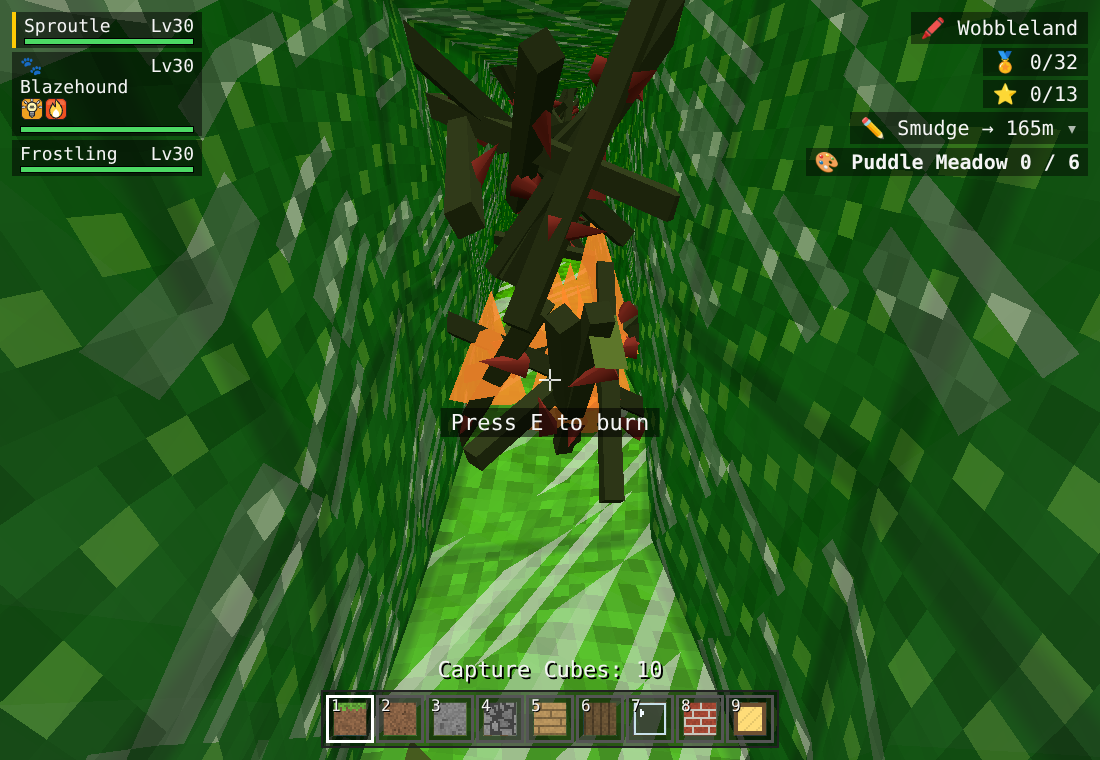 Sproutle Lv30
Lv30
Blazehound
Frostling Lv30
Wobbleland
0/32
0/13
Smudge → 165m ▾
Puddle Meadow 0 / 6
Press E to burn
Capture Cubes: 10
1 2 3 4 5 6 7 8 9